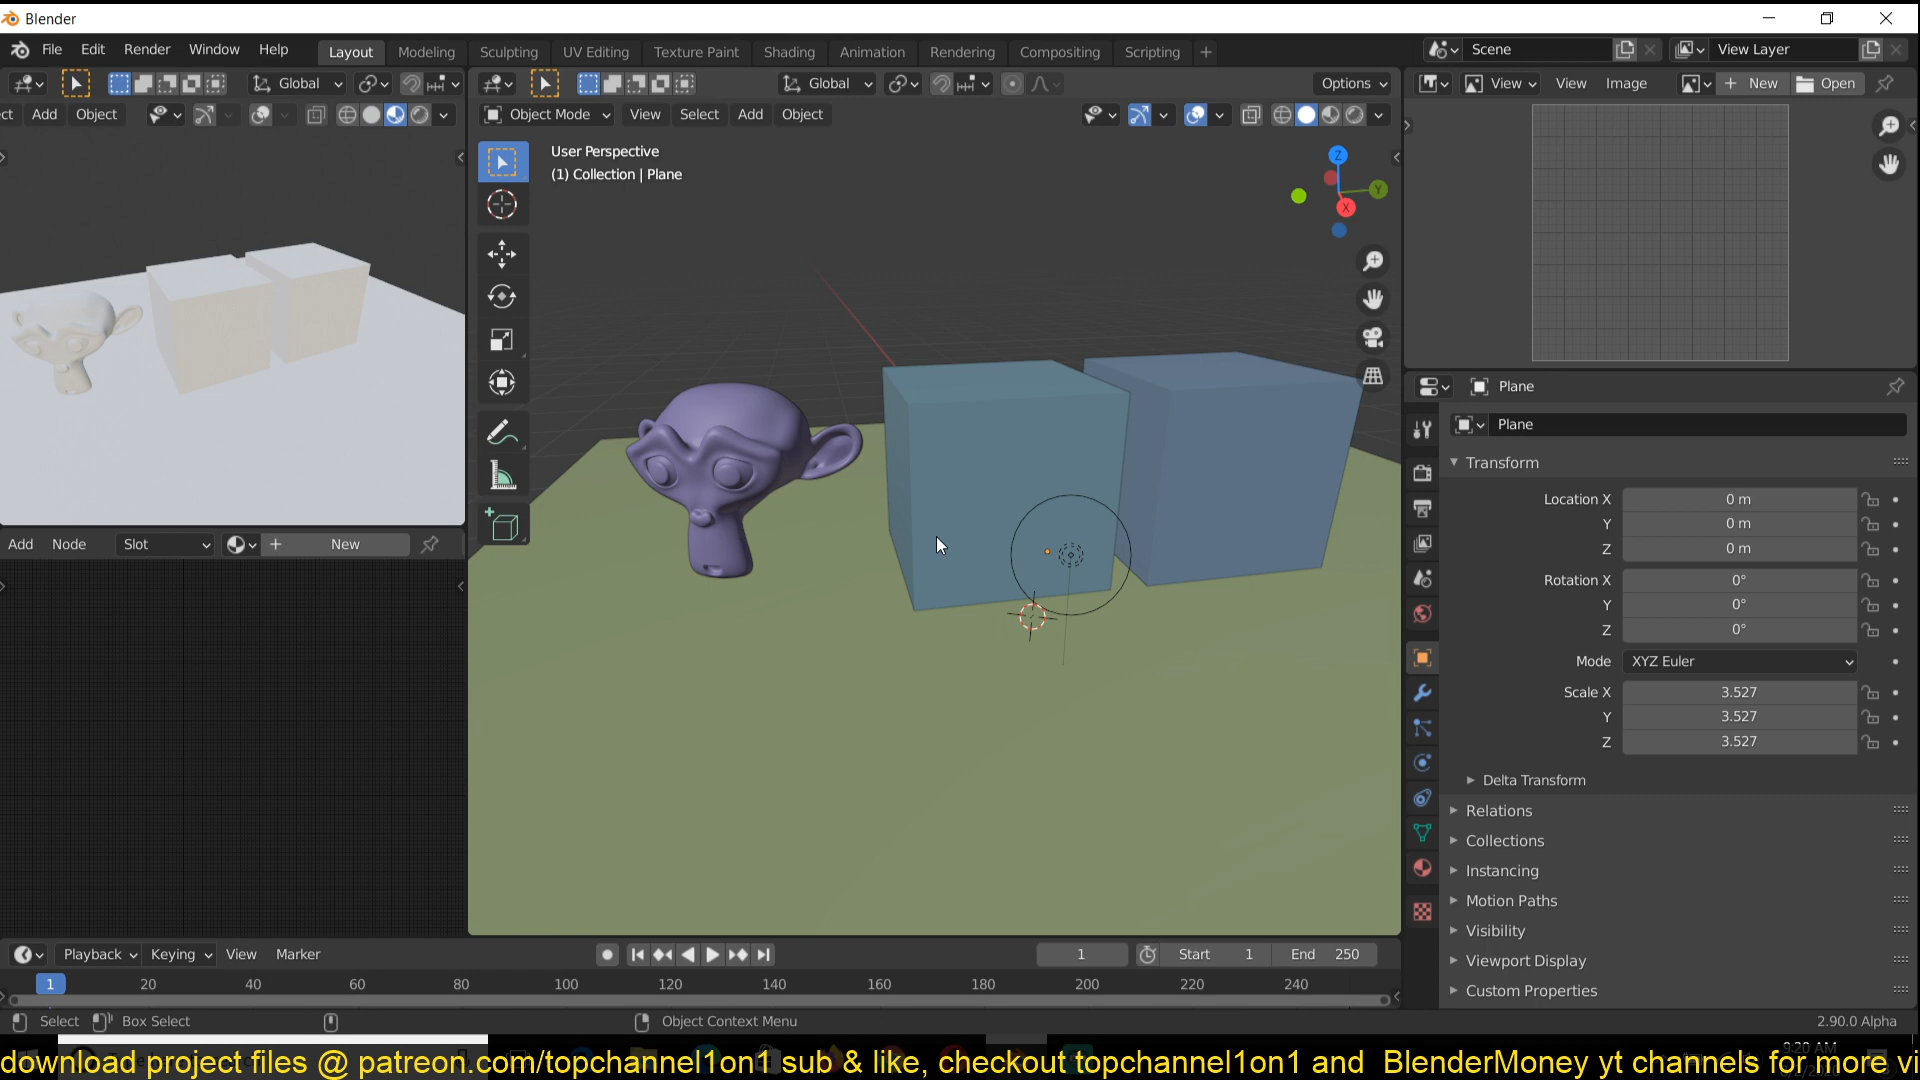 Blender
File Edit Render Window Help Layout Modeling Sculpting UV Editing Texture Paint Shading Animation Rendering Compositing Scripting + Scene View Layer
Global Global Options View View Image New Open
ct Add Object Object Mode View Select Add Object
User Perspective
(1) Collection | Plane
Z
Y
X
Plane
Plane
Transform
Location X 0 m
Y 0 m
Z 0 m
Rotation X 0°
Y 0°
Z 0°
Mode XYZ Euler
Scale X 3.527
Y 3.527
Z 3.527
Delta Transform
Relations
Collections
Instancing
Motion Paths
Visibility
Viewport Display
Custom Properties
Add Node Slot New
Playback Keying View Marker 1 Start 1 End 250
1 20 40 60 80 100 120 140 160 180 200 220 240
Select Box Select Object Context Menu 2.90.0 Alpha
9:20 AM
download project files @ patreon.com/topchannel1on1 sub & like, checkout topchannel1on1 and BlenderMoney yt channels for more vi